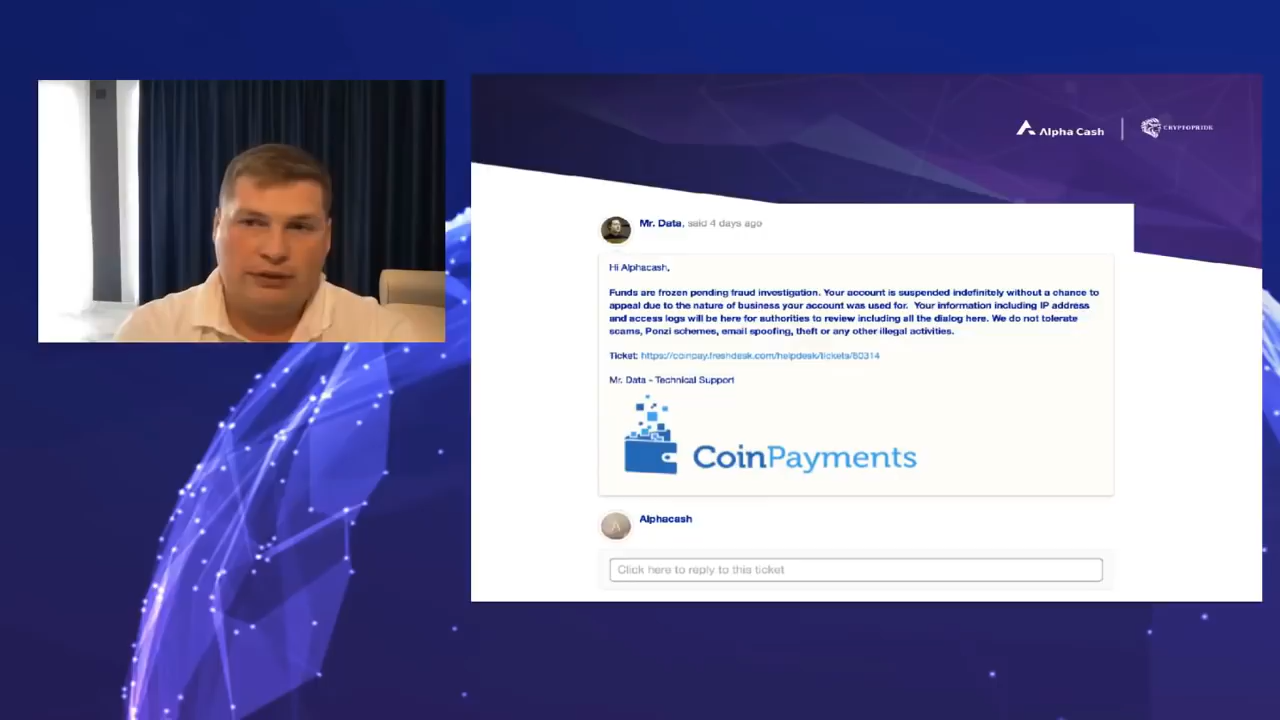 Alpha Cash
CRYPTOPRIDE
Mr. Data, said 4 days ago
Hi Alphacash,
Funds are frozen pending fraud investigation. Your account is suspended indefinitely without a chance to
appeal due to the nature of business your account was used for. Your information including IP address
and access logs will be here for authorities to review including all the dialog here. We do not tolerate
scams, Ponzi schemes, email spoofing, theft or any other illegal activities.
Ticket: https://coinpay.freshdesk.com/helpdesk/tickets/80314
Mr. Data - Technical Support
CoinPayments
A
Alphacash
Click here to reply to this ticket